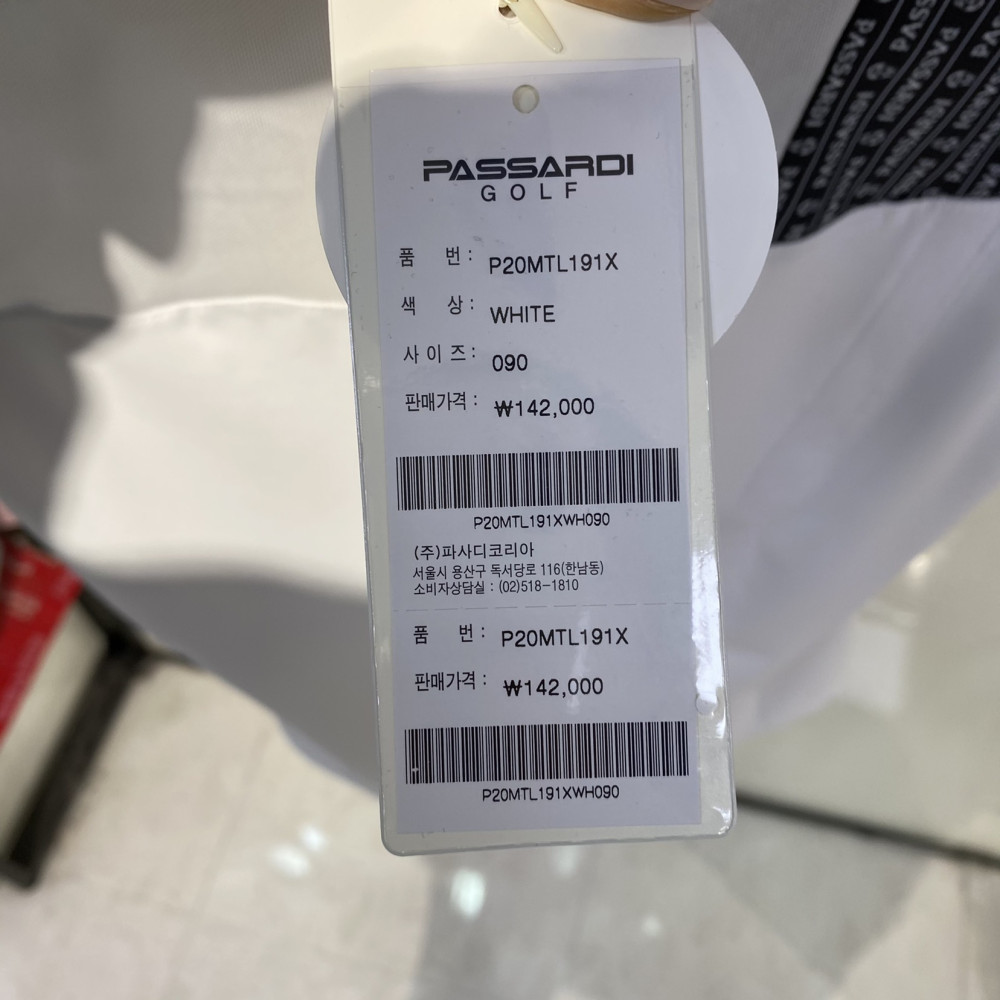 PASSARDI
GOLF
품 번 : P20MTL191X
색 상 : WHITE
사 이 즈 : 090
판매가격 : ₩142,000
P20MTL191XWH090
(주)파사디코리아
서울시 용산구 독서당로 116(한남동)
소비자상담실 : (02)518-1810
품 번 : P20MTL191X
판매가격 : ₩142,000
P20MTL191XWH090
PASSARDI